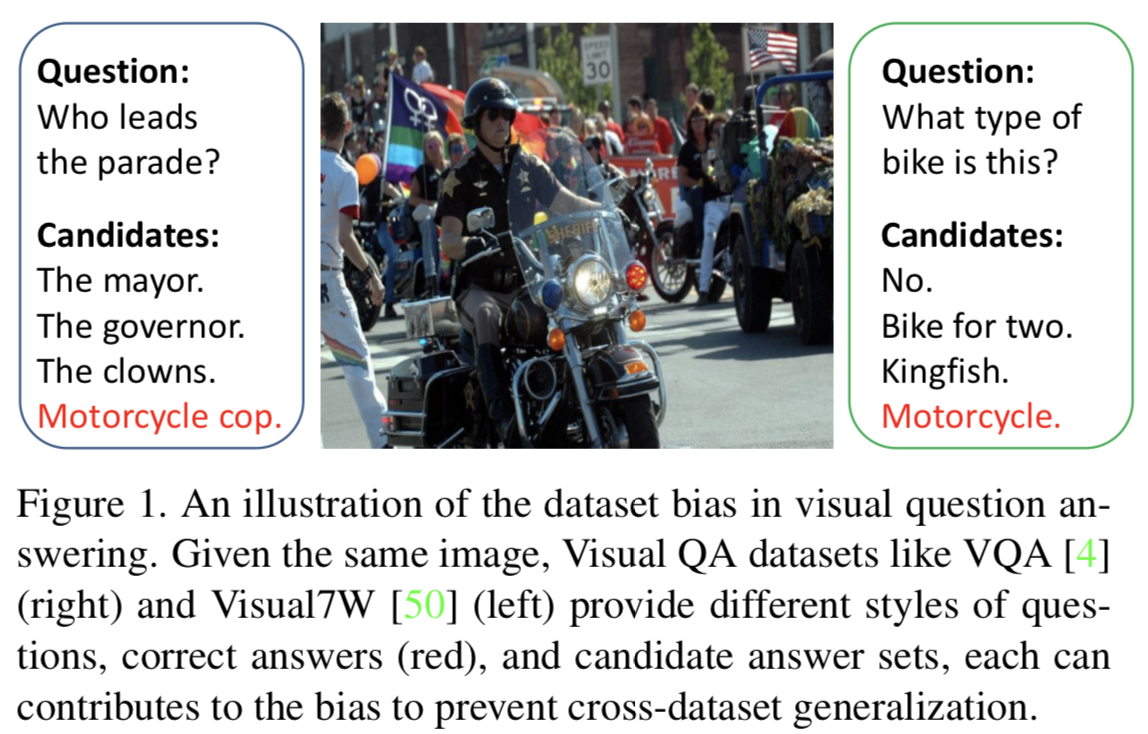 Question:
Who leads
the parade?
Candidates:
The mayor.
The governor.
The clowns.
Motorcycle cop.
SPEED
LIMIT
30
SHERIFF
Question:
What type of
bike is this?
Candidates:
No.
Bike for two.
Kingfish.
Motorcycle.
Figure 1. An illustration of the dataset bias in visual question an-
swering. Given the same image, Visual QA datasets like VQA [4]
(right) and Visual7W [50] (left) provide different styles of ques-
tions, correct answers (red), and candidate answer sets, each can
contributes to the bias to prevent cross-dataset generalization.